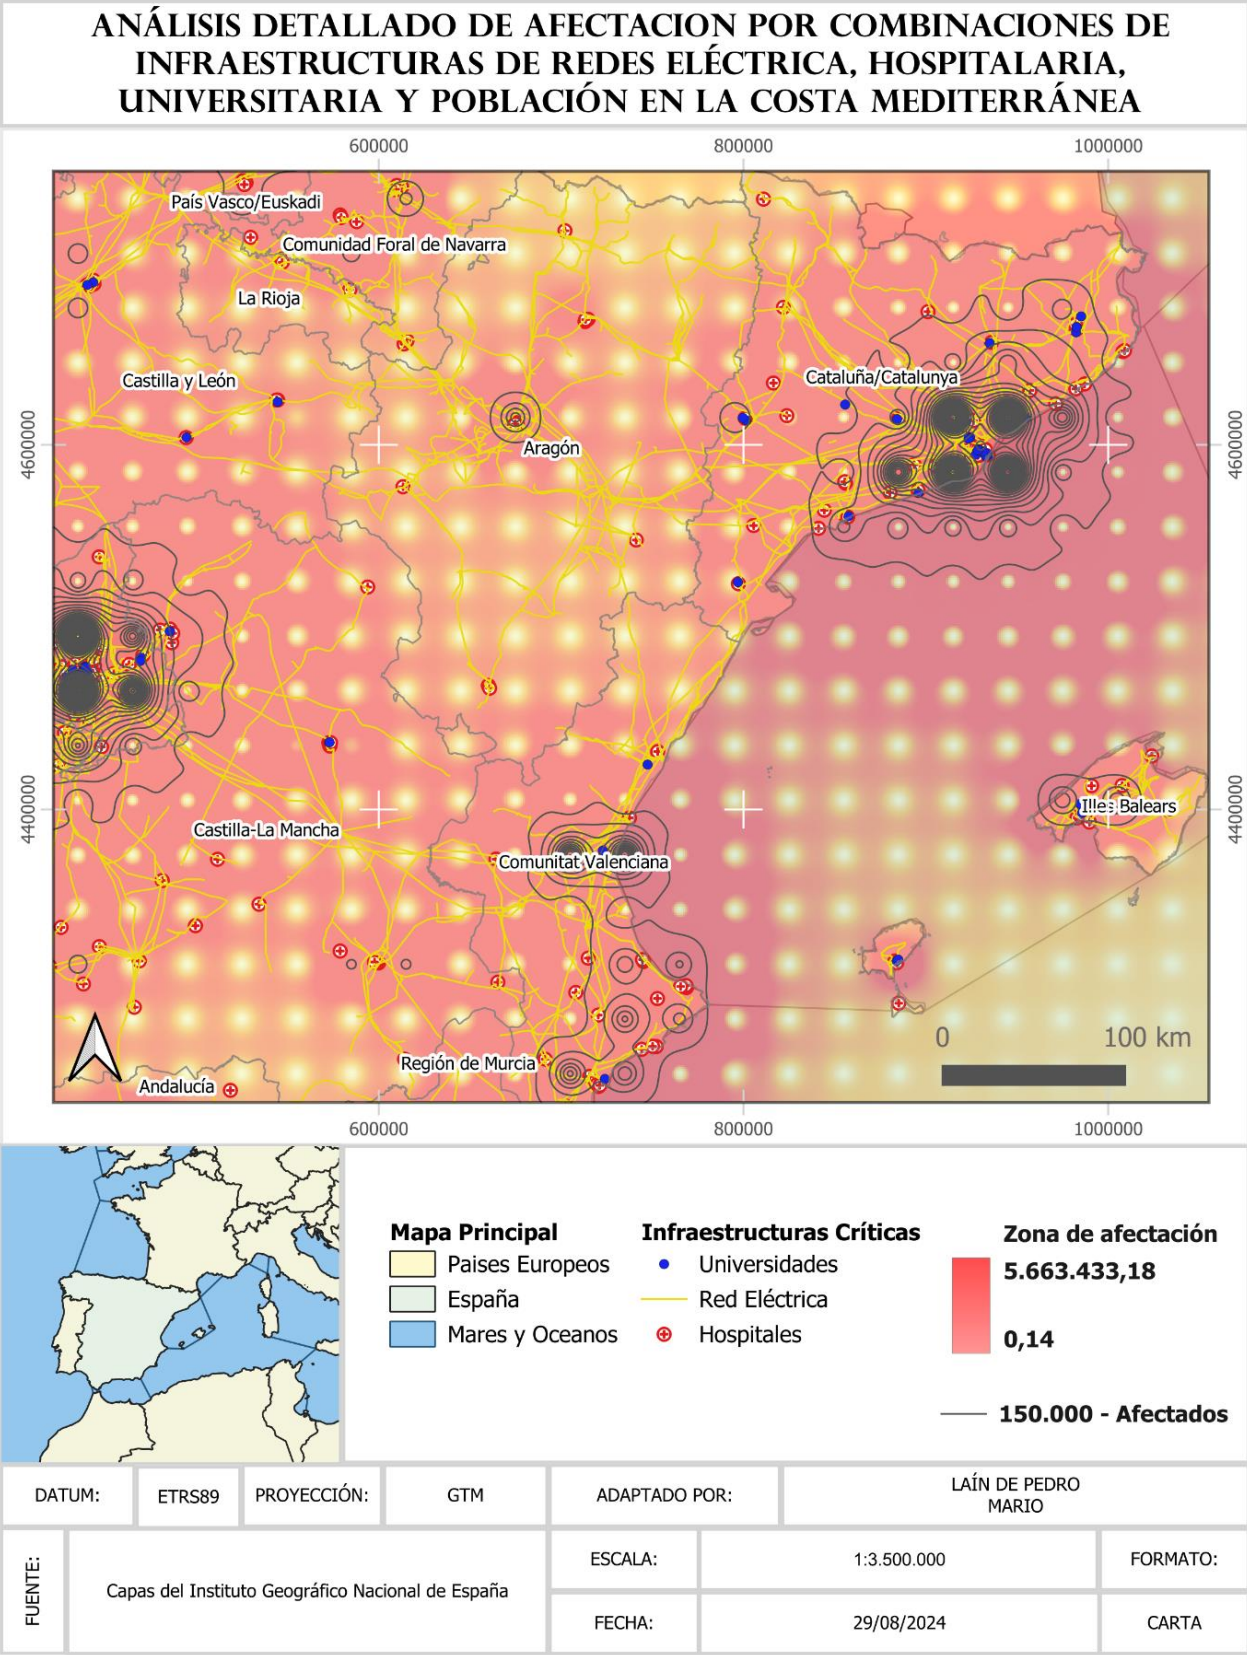 ANÁLISIS DETALLADO DE AFECTACION POR COMBINACIONES DE
INFRAESTRUCTURAS DE REDES ELÉCTRICA, HOSPITALARIA,
UNIVERSITARIA Y POBLACIÓN EN LA COSTA MEDITERRÁNEA
600000
800000
1000000
País Vasco/Euskadi
Comunidad Foral de Navarra
La Rioja
Castilla y León
Cataluña/Catalunya
4600000
Aragón
4600000
4400000
Castilla-La Mancha
Comunitat Valenciana
Illes Balears
4400000
Región de Murcia
Andalucía
0
100 km
600000
800000
1000000
Mapa Principal
Paises Europeos
España
Mares y Oceanos
Infraestructuras Críticas
Universidades
Red Eléctrica
Hospitales
Zona de afectación
5.663.433,18
0,14
150.000 - Afectados
DATUM:
ETRS89
PROYECCIÓN:
GTM
ADAPTADO POR:
LAÍN DE PEDRO
MARIO
FUENTE:
Capas del Instituto Geográfico Nacional de España
ESCALA:
1:3.500.000
FORMATO:
FECHA:
29/08/2024
CARTA